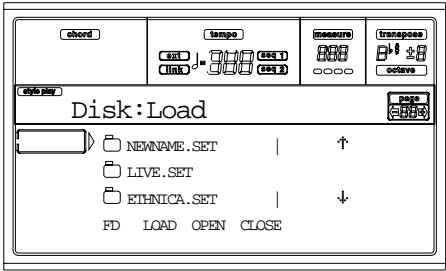 chord tempo measure transpose
ext seq 1
link seq 2
octave
style play page
Disk:Load
NEWNAME.SET
LIVE.SET
ETHNICA.SET
FD LOAD OPEN CLOSE